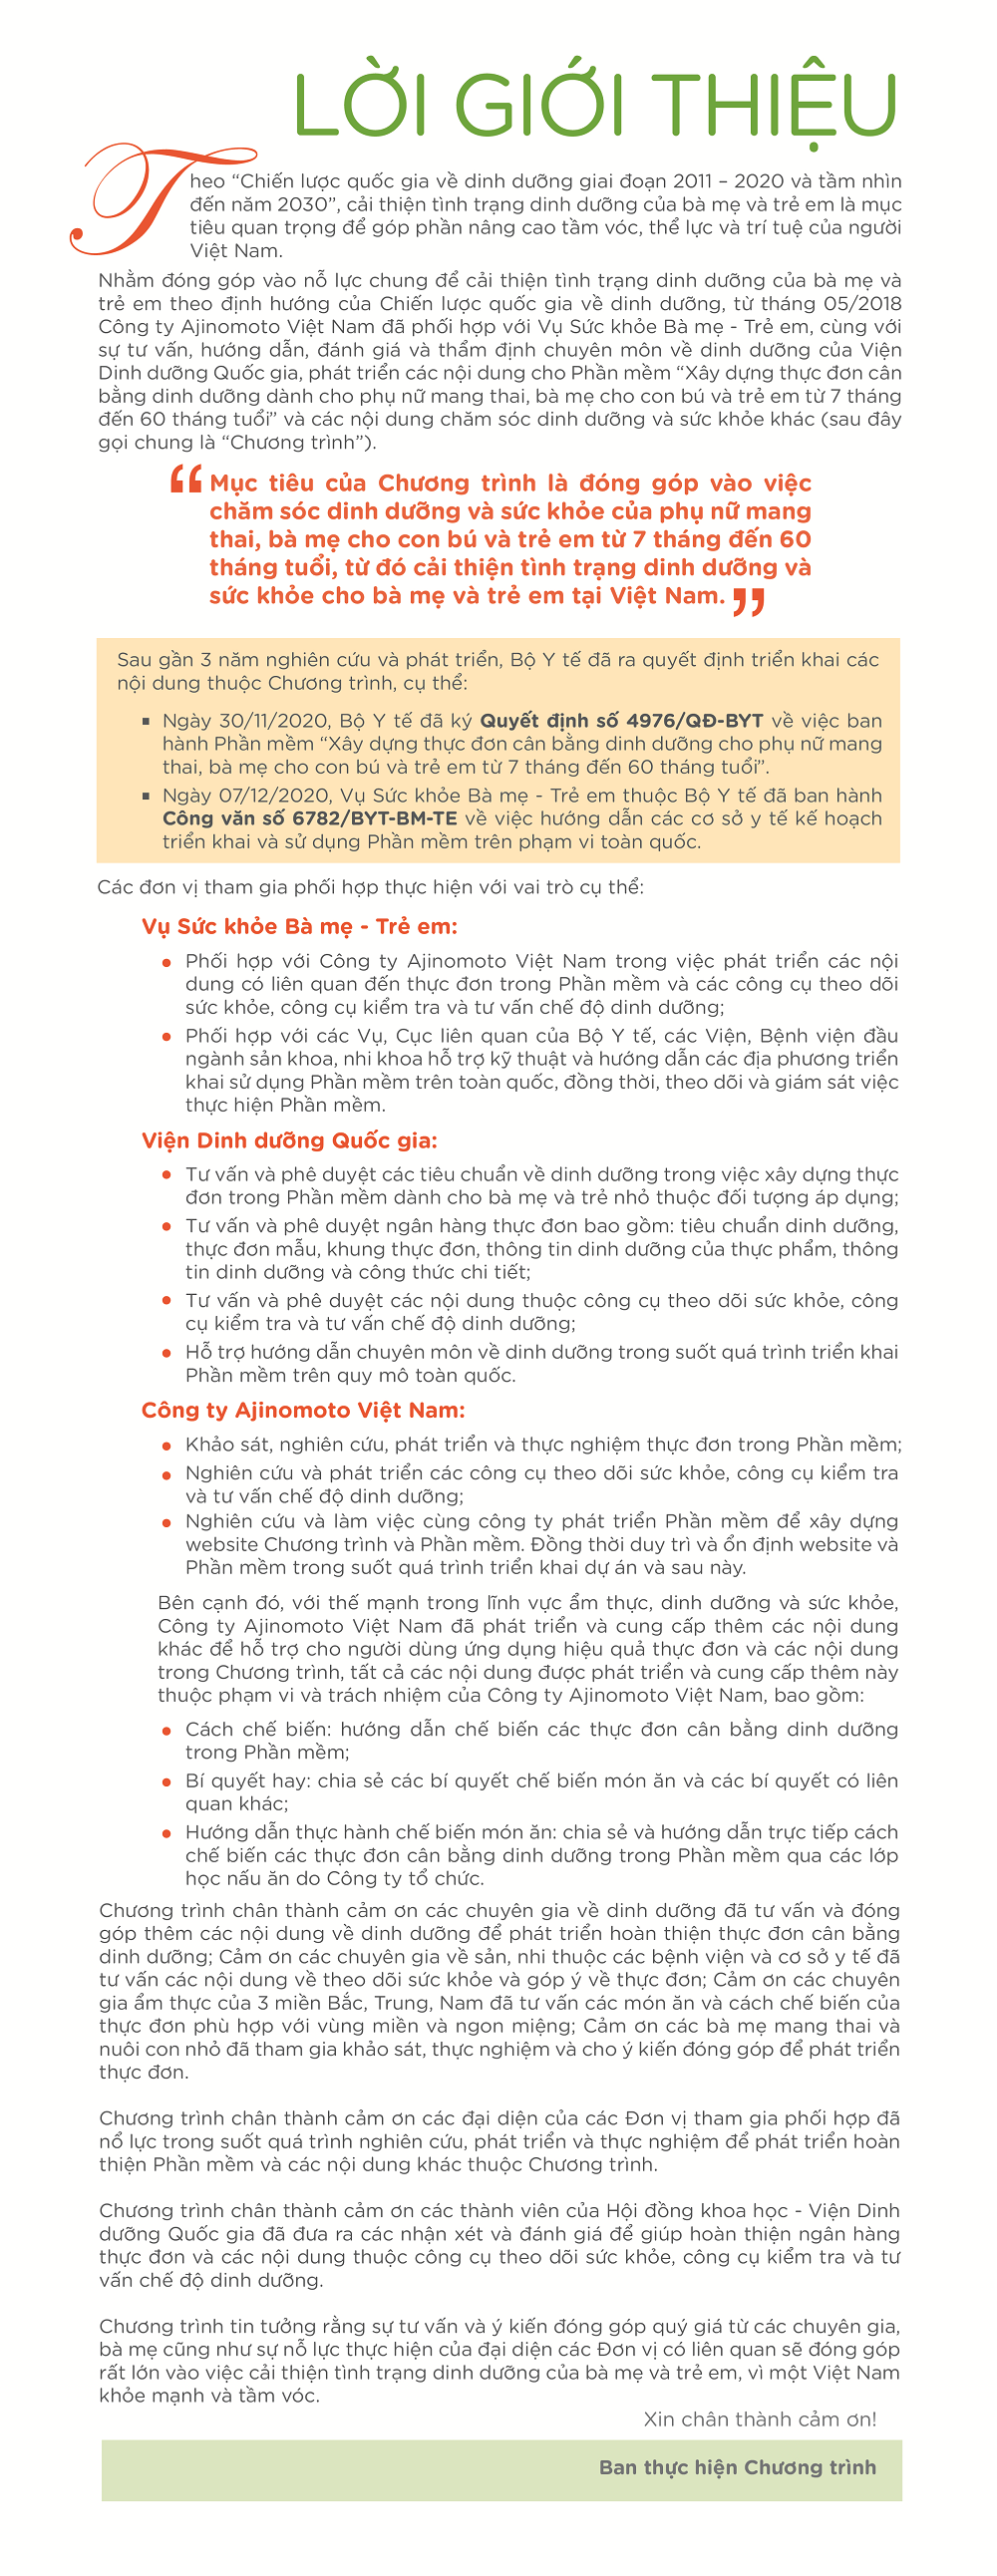 LỜI GIỚI THIỆU
Theo “Chiến lược quốc gia về dinh dưỡng giai đoạn 2011 – 2020 và tầm nhìn
đến năm 2030”, cải thiện tình trạng dinh dưỡng của bà mẹ và trẻ em là mục
tiêu quan trọng để góp phần nâng cao tầm vóc, thể lực và trí tuệ của người
Việt Nam.
Nhằm đóng góp vào nỗ lực chung để cải thiện tình trạng dinh dưỡng của bà mẹ và
trẻ em theo định hướng của Chiến lược quốc gia về dinh dưỡng, từ tháng 05/2018
Công ty Ajinomoto Việt Nam đã phối hợp với Vụ Sức khỏe Bà mẹ - Trẻ em, cùng với
sự tư vấn, hướng dẫn, đánh giá và thẩm định chuyên môn về dinh dưỡng của Viện
Dinh dưỡng Quốc gia, phát triển các nội dung cho Phần mềm “Xây dựng thực đơn cân
bằng dinh dưỡng dành cho phụ nữ mang thai, bà mẹ cho con bú và trẻ em từ 7 tháng
đến 60 tháng tuổi” và các nội dung chăm sóc dinh dưỡng và sức khỏe khác (sau đây
gọi chung là “Chương trình”).
“Mục tiêu của Chương trình là đóng góp vào việc
chăm sóc dinh dưỡng và sức khỏe của phụ nữ mang
thai, bà mẹ cho con bú và trẻ em từ 7 tháng đến 60
tháng tuổi, từ đó cải thiện tình trạng dinh dưỡng và
sức khỏe cho bà mẹ và trẻ em tại Việt Nam.”
Sau gần 3 năm nghiên cứu và phát triển, Bộ Y tế đã ra quyết định triển khai các
nội dung thuộc Chương trình, cụ thể:
▪ Ngày 30/11/2020, Bộ Y tế đã ký Quyết định số 4976/QĐ-BYT về việc ban
hành Phần mềm “Xây dựng thực đơn cân bằng dinh dưỡng cho phụ nữ mang
thai, bà mẹ cho con bú và trẻ em từ 7 tháng đến 60 tháng tuổi”.
▪ Ngày 07/12/2020, Vụ Sức khỏe Bà mẹ - Trẻ em thuộc Bộ Y tế đã ban hành
Công văn số 6782/BYT-BM-TE về việc hướng dẫn các cơ sở y tế kế hoạch
triển khai và sử dụng Phần mềm trên phạm vi toàn quốc.
Các đơn vị tham gia phối hợp thực hiện với vai trò cụ thể:
Vụ Sức khỏe Bà mẹ - Trẻ em:
• Phối hợp với Công ty Ajinomoto Việt Nam trong việc phát triển các nội
dung có liên quan đến thực đơn trong Phần mềm và các công cụ theo dõi
sức khỏe, công cụ kiểm tra và tư vấn chế độ dinh dưỡng;
• Phối hợp với các Vụ, Cục liên quan của Bộ Y tế, các Viện, Bệnh viện đầu
ngành sản khoa, nhi khoa hỗ trợ kỹ thuật và hướng dẫn các địa phương triển
khai sử dụng Phần mềm trên toàn quốc, đồng thời, theo dõi và giám sát việc
thực hiện Phần mềm.
Viện Dinh dưỡng Quốc gia:
• Tư vấn và phê duyệt các tiêu chuẩn về dinh dưỡng trong việc xây dựng thực
đơn trong Phần mềm dành cho bà mẹ và trẻ nhỏ thuộc đối tượng áp dụng;
• Tư vấn và phê duyệt ngân hàng thực đơn bao gồm: tiêu chuẩn dinh dưỡng,
thực đơn mẫu, khung thực đơn, thông tin dinh dưỡng của thực phẩm, thông
tin dinh dưỡng và công thức chi tiết;
• Tư vấn và phê duyệt các nội dung thuộc công cụ theo dõi sức khỏe, công
cụ kiểm tra và tư vấn chế độ dinh dưỡng;
• Hỗ trợ hướng dẫn chuyên môn về dinh dưỡng trong suốt quá trình triển khai
Phần mềm trên quy mô toàn quốc.
Công ty Ajinomoto Việt Nam:
• Khảo sát, nghiên cứu, phát triển và thực nghiệm thực đơn trong Phần mềm;
• Nghiên cứu và phát triển các công cụ theo dõi sức khỏe, công cụ kiểm tra
và tư vấn chế độ dinh dưỡng;
• Nghiên cứu và làm việc cùng công ty phát triển Phần mềm để xây dựng
website Chương trình và Phần mềm. Đồng thời duy trì và ổn định website và
Phần mềm trong suốt quá trình triển khai dự án và sau này.
Bên cạnh đó, với thế mạnh trong lĩnh vực ẩm thực, dinh dưỡng và sức khỏe,
Công ty Ajinomoto Việt Nam đã phát triển và cung cấp thêm các nội dung
khác để hỗ trợ cho người dùng ứng dụng hiệu quả thực đơn và các nội dung
trong Chương trình, tất cả các nội dung được phát triển và cung cấp thêm này
thuộc phạm vi và trách nhiệm của Công ty Ajinomoto Việt Nam, bao gồm:
• Cách chế biến: hướng dẫn chế biến các thực đơn cân bằng dinh dưỡng
trong Phần mềm;
• Bí quyết hay: chia sẻ các bí quyết chế biến món ăn và các bí quyết có liên
quan khác;
• Hướng dẫn thực hành chế biến món ăn: chia sẻ và hướng dẫn trực tiếp cách
chế biến các thực đơn cân bằng dinh dưỡng trong Phần mềm qua các lớp
học nấu ăn do Công ty tổ chức.
Chương trình chân thành cảm ơn các chuyên gia về dinh dưỡng đã tư vấn và đóng
góp thêm các nội dung về dinh dưỡng để phát triển hoàn thiện thực đơn cân bằng
dinh dưỡng; Cảm ơn các chuyên gia về sản, nhi thuộc các bệnh viện và cơ sở y tế đã
tư vấn các nội dung về theo dõi sức khỏe và góp ý về thực đơn; Cảm ơn các chuyên
gia ẩm thực của 3 miền Bắc, Trung, Nam đã tư vấn các món ăn và cách chế biến của
thực đơn phù hợp với vùng miền và ngon miệng; Cảm ơn các bà mẹ mang thai và
nuôi con nhỏ đã tham gia khảo sát, thực nghiệm và cho ý kiến đóng góp để phát triển
thực đơn.
Chương trình chân thành cảm ơn các đại diện của các Đơn vị tham gia phối hợp đã
nổ lực trong suốt quá trình nghiên cứu, phát triển và thực nghiệm để phát triển hoàn
thiện Phần mềm và các nội dung khác thuộc Chương trình.
Chương trình chân thành cảm ơn các thành viên của Hội đồng khoa học - Viện Dinh
dưỡng Quốc gia đã đưa ra các nhận xét và đánh giá để giúp hoàn thiện ngân hàng
thực đơn và các nội dung thuộc công cụ theo dõi sức khỏe, công cụ kiểm tra và tư
vấn chế độ dinh dưỡng.
Chương trình tin tưởng rằng sự tư vấn và ý kiến đóng góp quý giá từ các chuyên gia,
bà mẹ cũng như sự nỗ lực thực hiện của đại diện các Đơn vị có liên quan sẽ đóng góp
rất lớn vào việc cải thiện tình trạng dinh dưỡng của bà mẹ và trẻ em, vì một Việt Nam
khỏe mạnh và tầm vóc.
Xin chân thành cảm ơn!
Ban thực hiện Chương trình